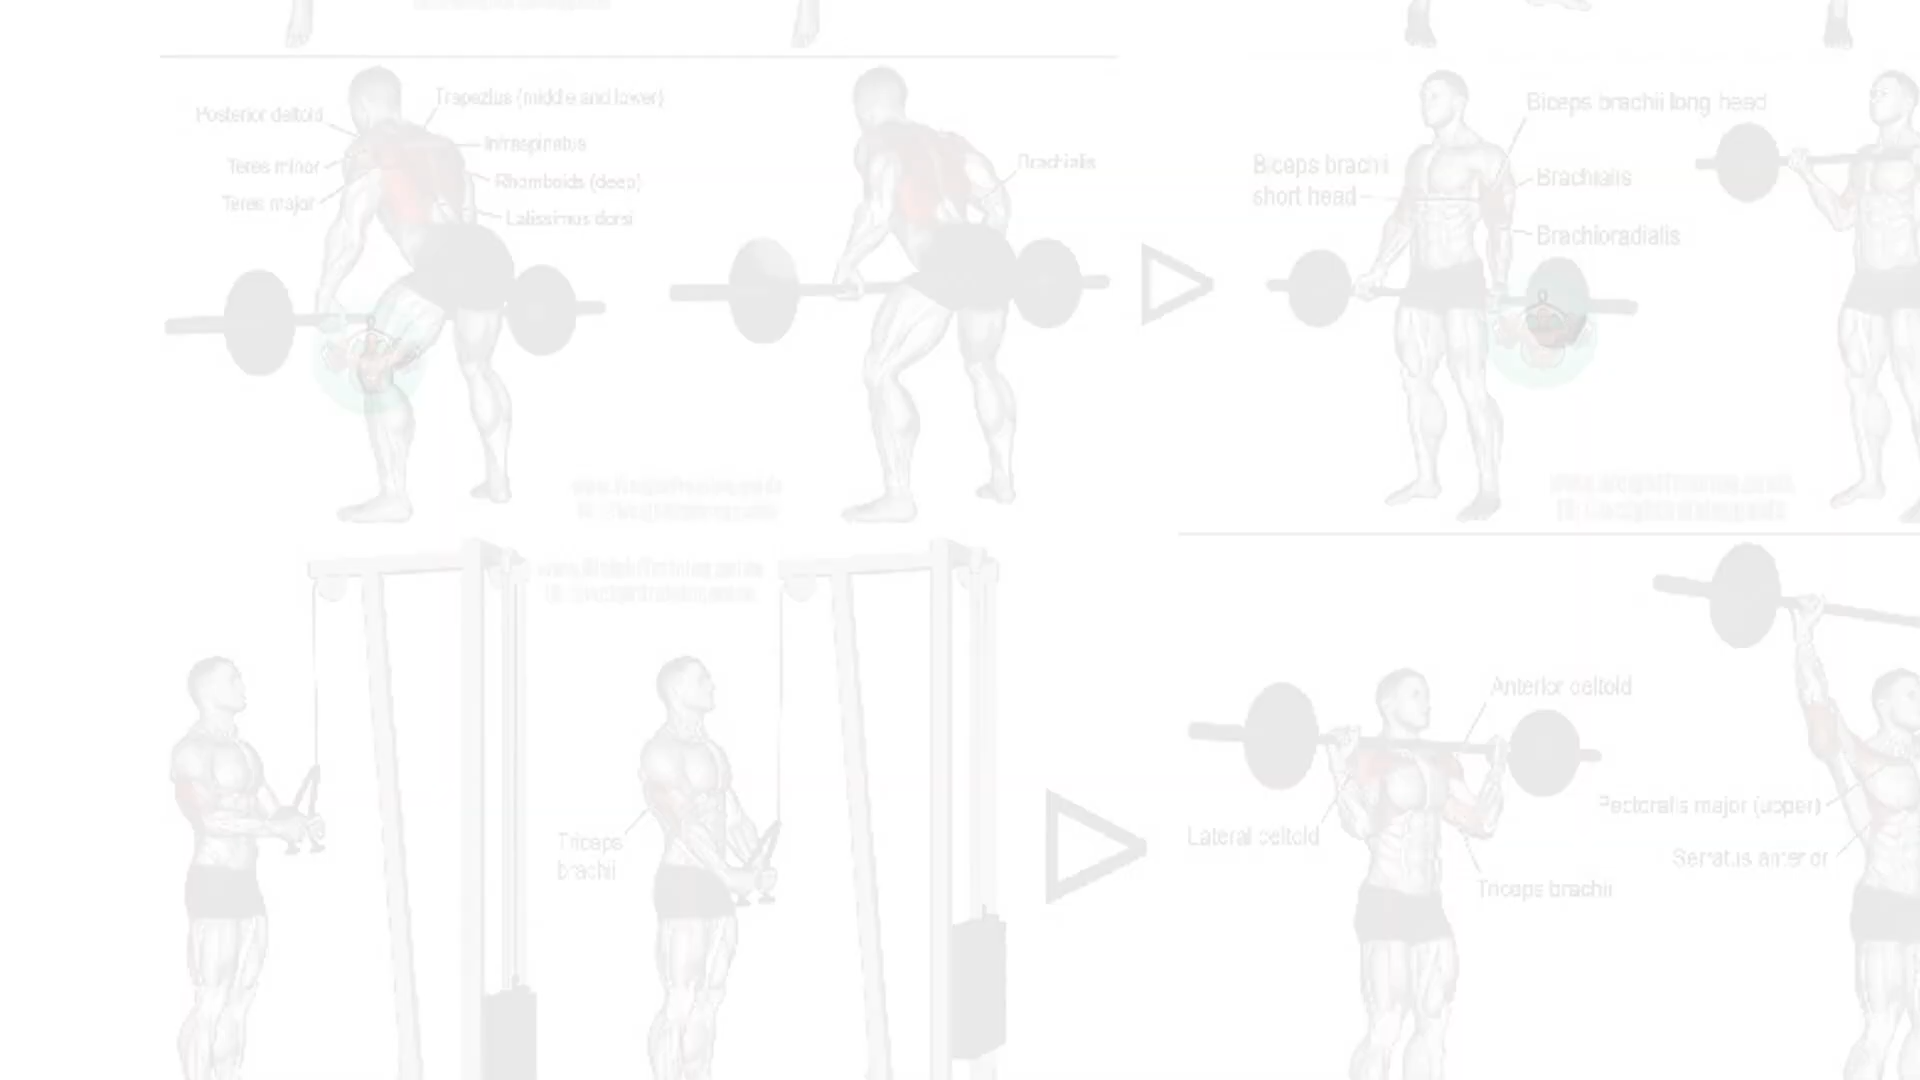 Posterior deltoid
Trapezius (middle and lower)
Teres minor
Infraspinatus
Teres major
Rhomboids (deep)
Latissimus dorsi
Brachialis
Biceps brachii long head
Biceps brachii
short head
Brachialis
Brachioradialis
Triceps
brachii
Anterior deltoid
Lateral deltoid
Triceps brachii
Pectoralis major (upper)
Serratus anterior